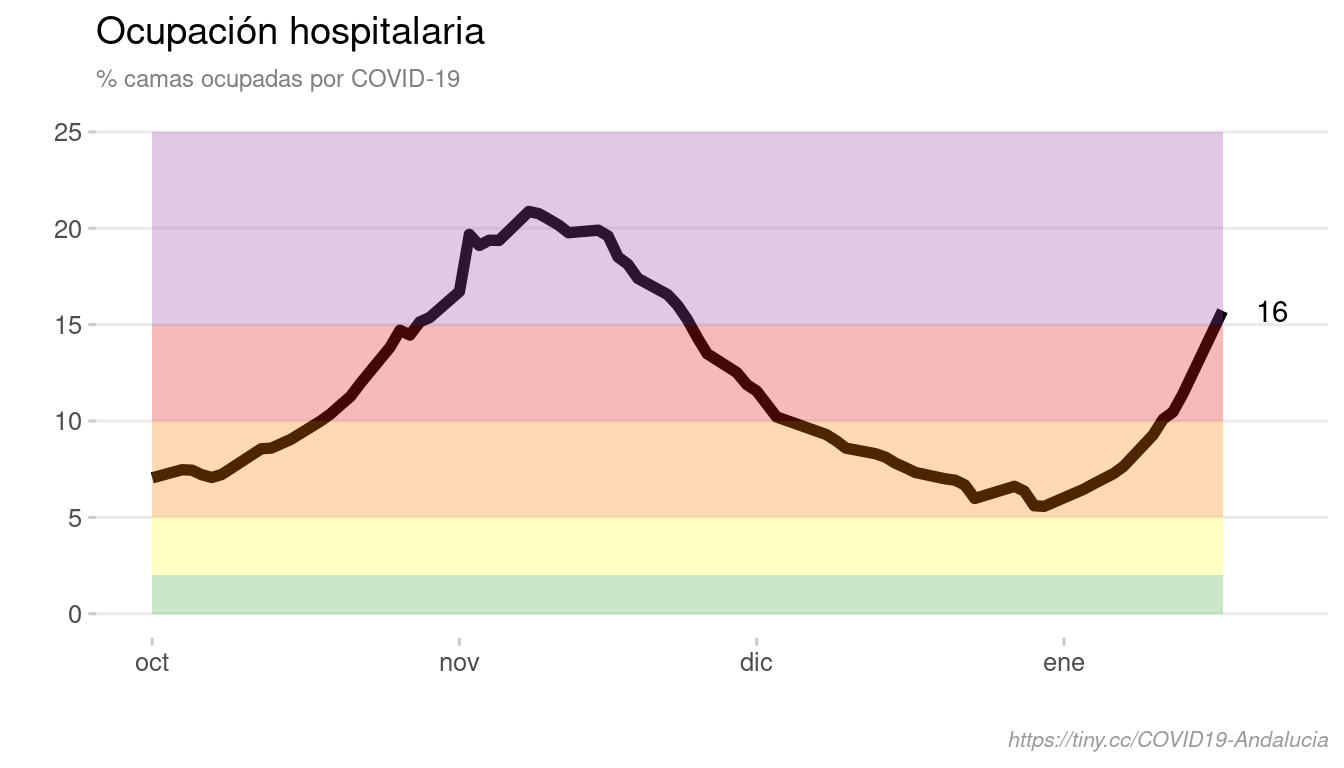 Ocupación hospitalaria
% camas ocupadas por COVID-19
25
20
15
10
5
0
16
oct nov dic ene
https://tiny.cc/COVID19-Andalucia